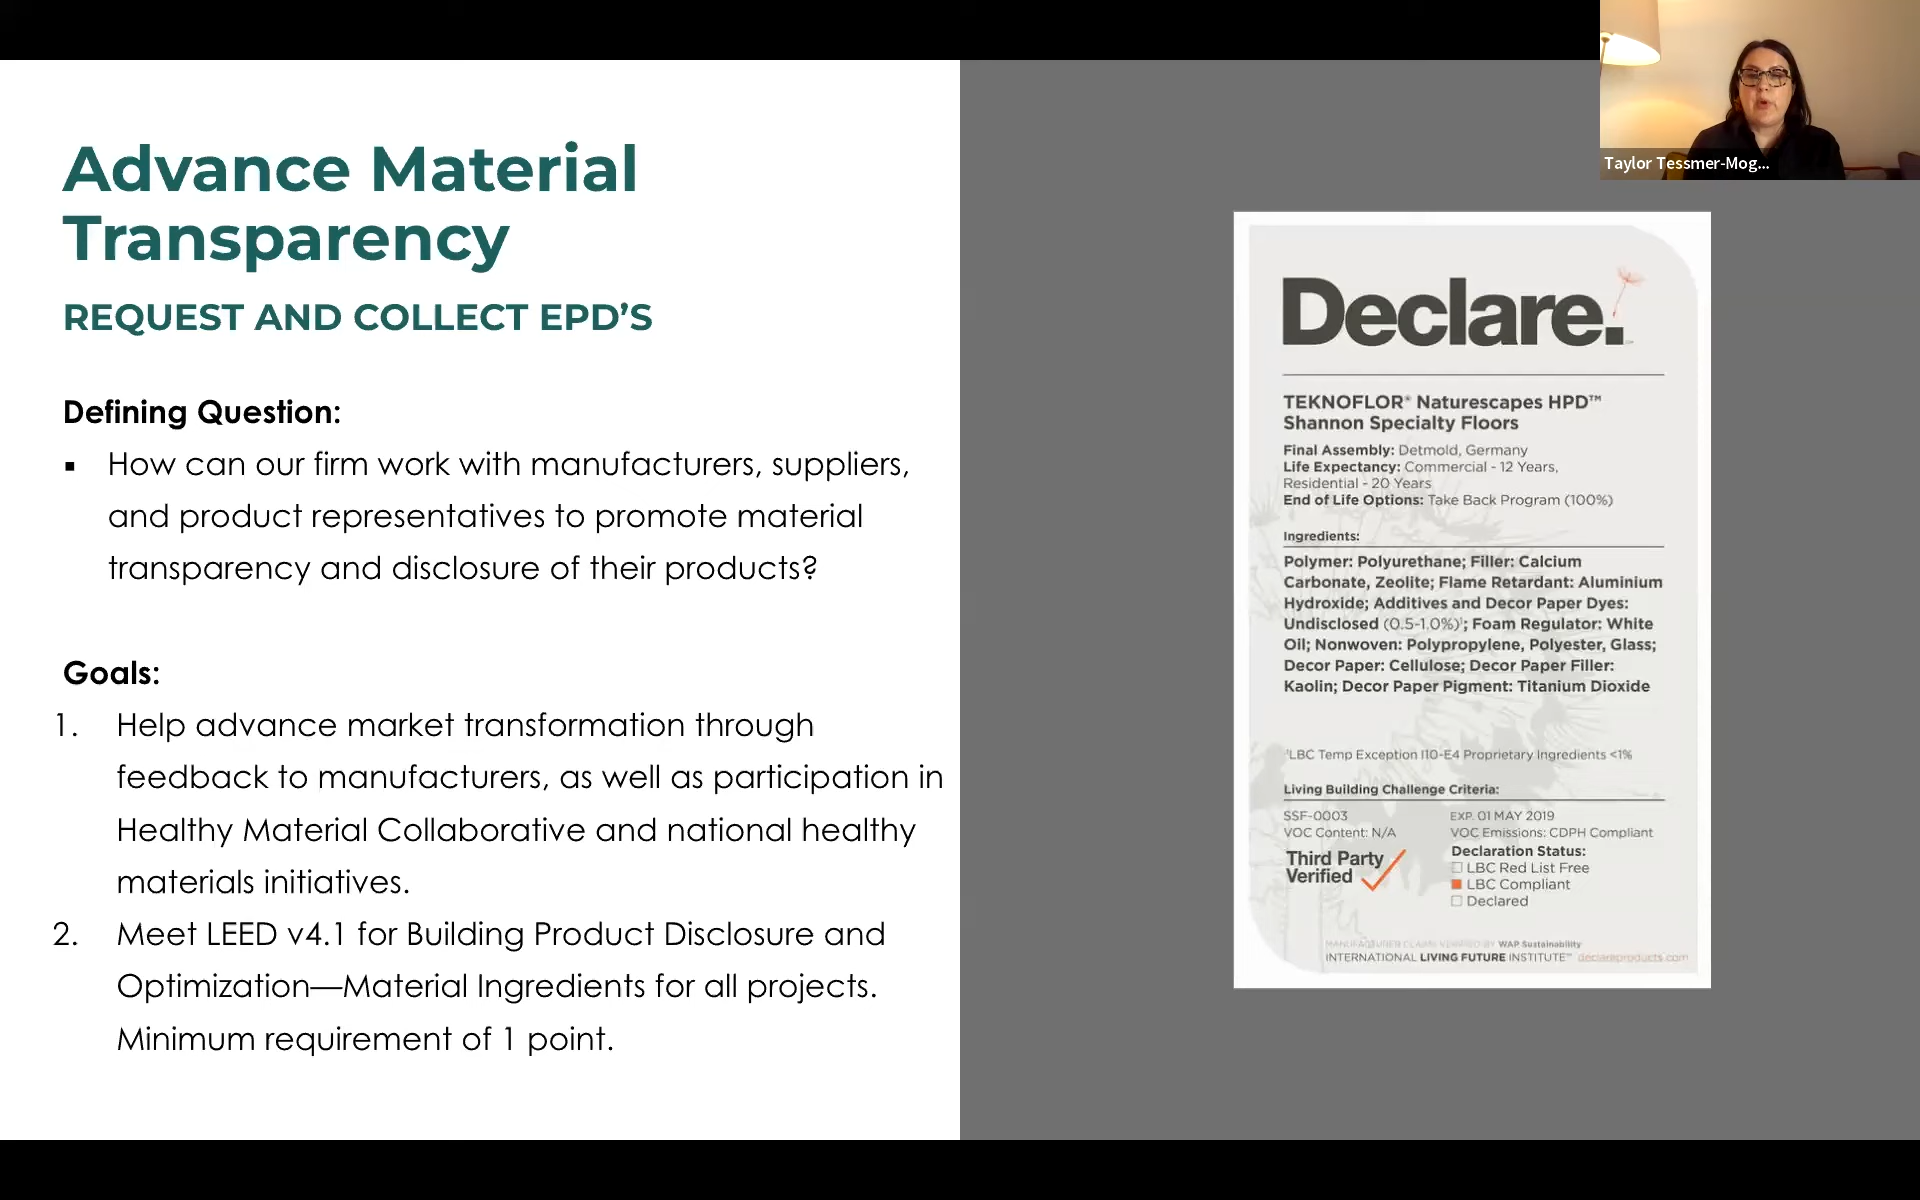 Advance Material
Transparency
REQUEST AND COLLECT EPD’S
Defining Question:
▪ How can our firm work with manufacturers, suppliers,
and product representatives to promote material
transparency and disclosure of their products?
Goals:
1. Help advance market transformation through
feedback to manufacturers, as well as participation in
Healthy Material Collaborative and national healthy
materials initiatives.
2. Meet LEED v4.1 for Building Product Disclosure and
Optimization—Material Ingredients for all projects.
Minimum requirement of 1 point.
Taylor Tessmer-Mog...
Declare.
TEKNOFLOR® Naturescapes HPD™
Shannon Specialty Floors
Final Assembly: Detmold, Germany
Life Expectancy: Commercial - 12 Years,
Residential - 20 Years
End of Life Options: Take Back Program (100%)
Ingredients:
Polymer: Polyurethane; Filler: Calcium
Carbonate, Zeolite; Flame Retardant: Aluminium
Hydroxide; Additives and Decor Paper Dyes:
Undisclosed (0.5-1.0%)¹; Foam Regulator: White
Oil; Nonwoven: Polypropylene, Polyester, Glass;
Decor Paper: Cellulose; Decor Paper Filler:
Kaolin; Decor Paper Pigment: Titanium Dioxide
¹LBC Temp Exception I10-E4 Proprietary Ingredients <1%
Living Building Challenge Criteria:
SSF-0003 EXP. 01 MAY 2019
VOC Content: N/A VOC Emissions: CDPH Compliant
Third Party
Verified
Declaration Status:
LBC Red List Free
LBC Compliant
Declared
MANUFACTURER CLAIMS VERIFIED BY WAP Sustainability
INTERNATIONAL LIVING FUTURE INSTITUTE™ declareproducts.com